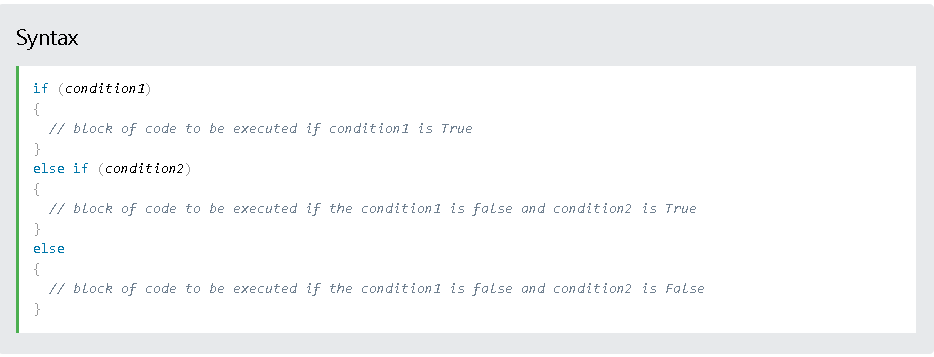 Syntax
if (condition1)
{
  // block of code to be executed if condition1 is True
}
else if (condition2)
{
  // block of code to be executed if the condition1 is false and condition2 is True
}
else
{
  // block of code to be executed if the condition1 is false and condition2 is False
}